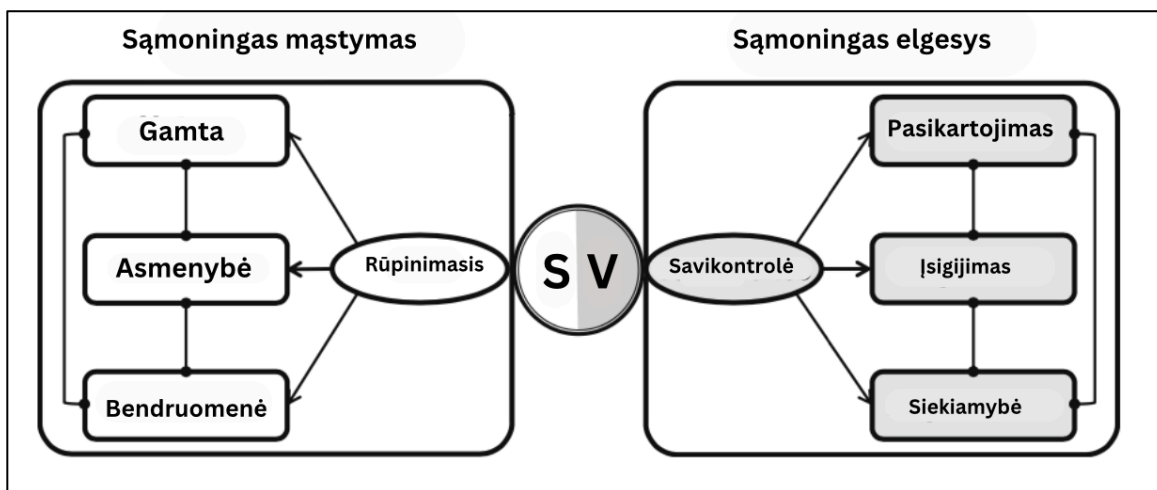 Sąmoningas mąstymas
Sąmoningas elgesys
Gamta
Asmenybė
Bendruomenė
Rūpinimasis
S V
Savikontrolė
Pasikartojimas
Įsigijimas
Siekiamybė